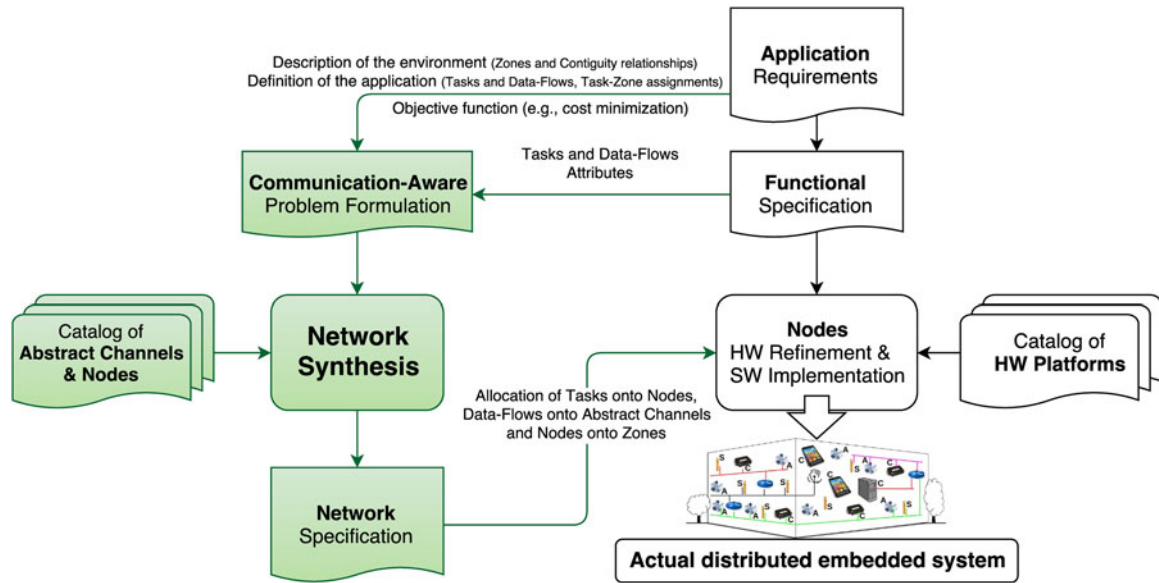 Application
Requirements
Description of the environment (Zones and Contiguity relationships)
Definition of the application (Tasks and Data-Flows, Task-Zone assignments)
Objective function (e.g., cost minimization)
Communication-Aware
Problem Formulation
Tasks and Data-Flows
Attributes
Functional
Specification
Catalog of
Abstract Channels
& Nodes
Network
Synthesis
Nodes
HW Refinement &
SW Implementation
Catalog of
HW Platforms
Allocation of Tasks onto Nodes,
Data-Flows onto Abstract Channels
and Nodes onto Zones
Network
Specification
Actual distributed embedded system